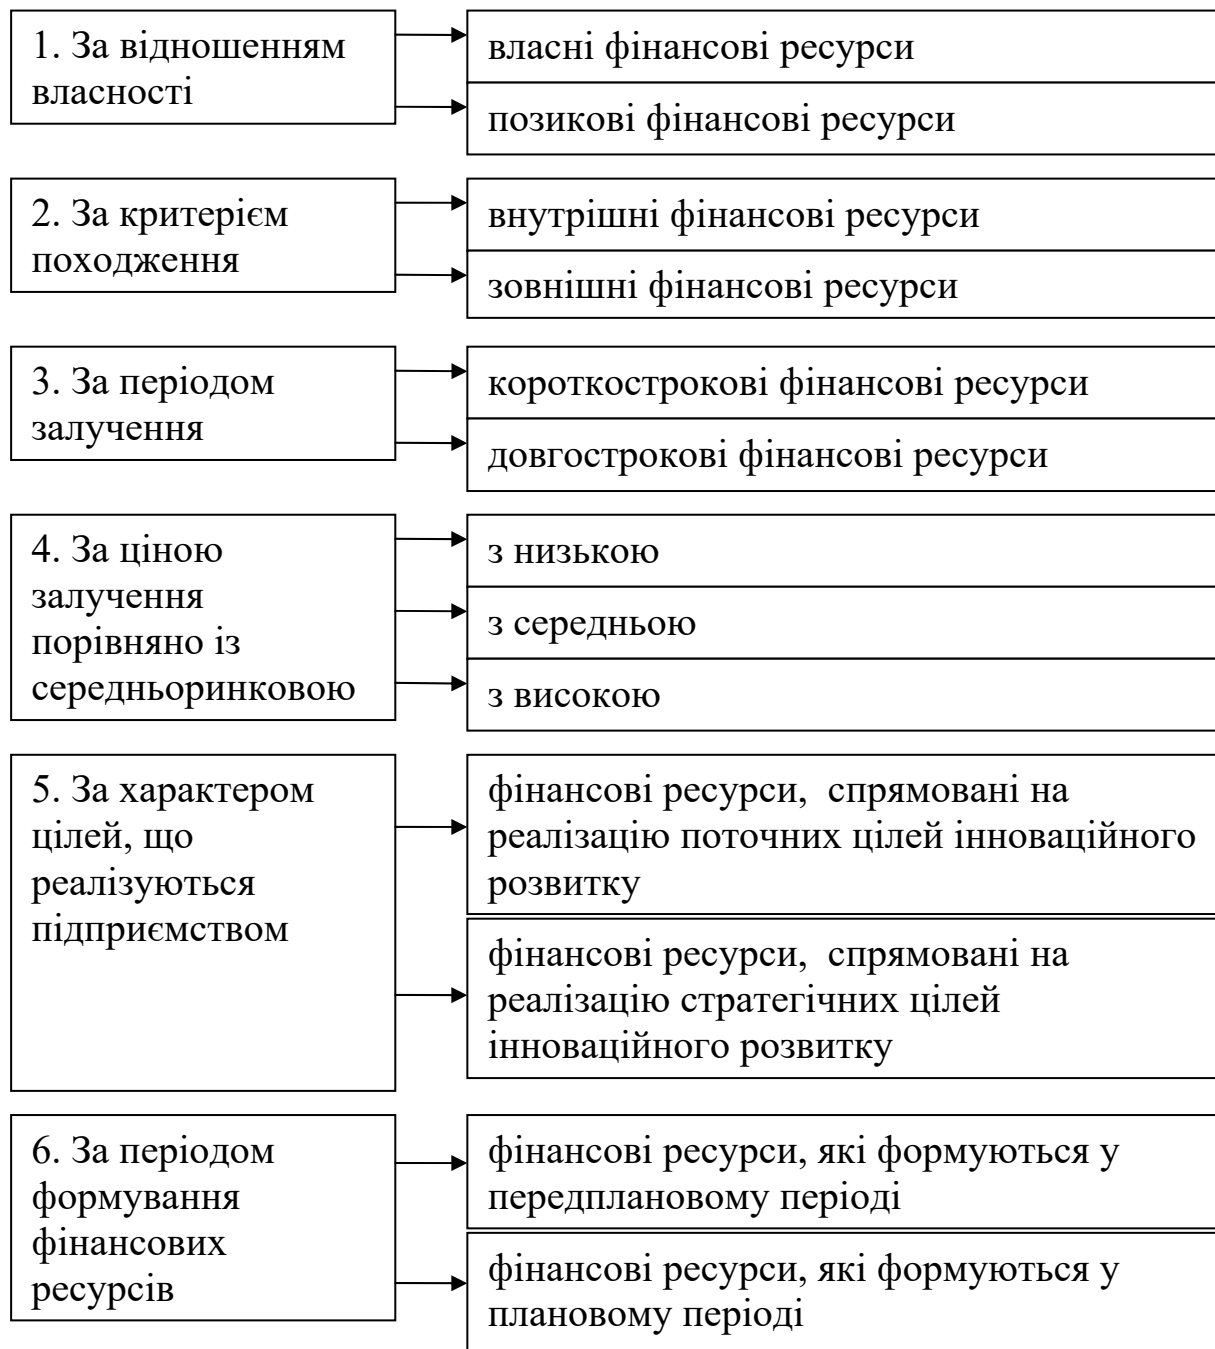 1. За відношенням
власності
власні фінансові ресурси
позикові фінансові ресурси
2. За критерієм
походження
внутрішні фінансові ресурси
зовнішні фінансові ресурси
3. За періодом
залучення
короткострокові фінансові ресурси
довгострокові фінансові ресурси
4. За ціною
залучення
порівняно із
середньоринковою
з низькою
з середньою
з високою
5. За характером
цілей, що
реалізуються
підприємством
фінансові ресурси, спрямовані на
реалізацію поточних цілей інноваційного
розвитку
фінансові ресурси, спрямовані на
реалізацію стратегічних цілей
інноваційного розвитку
6. За періодом
формування
фінансових
ресурсів
фінансові ресурси, які формуються у
передплановому періоді
фінансові ресурси, які формуються у
плановому періоді